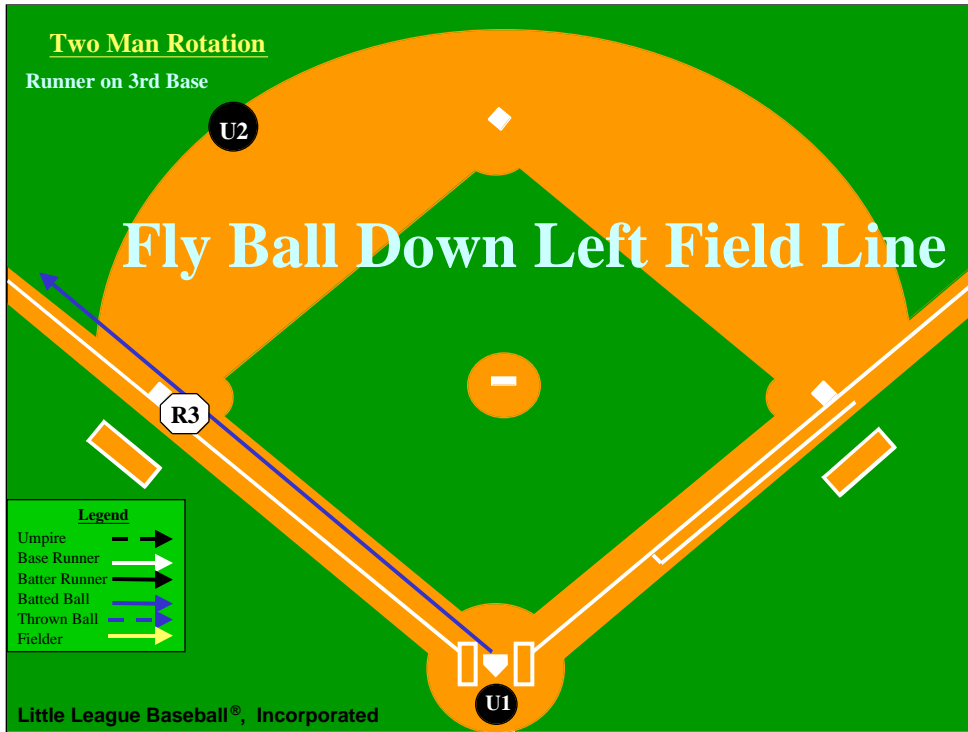 Two Man Rotation
Runner on 3rd Base
U2
Fly Ball Down Left Field Line
R3
Legend
Umpire
Base Runner
Batter Runner
Batted Ball
Thrown Ball
Fielder
U1
Little League Baseball®, Incorporated